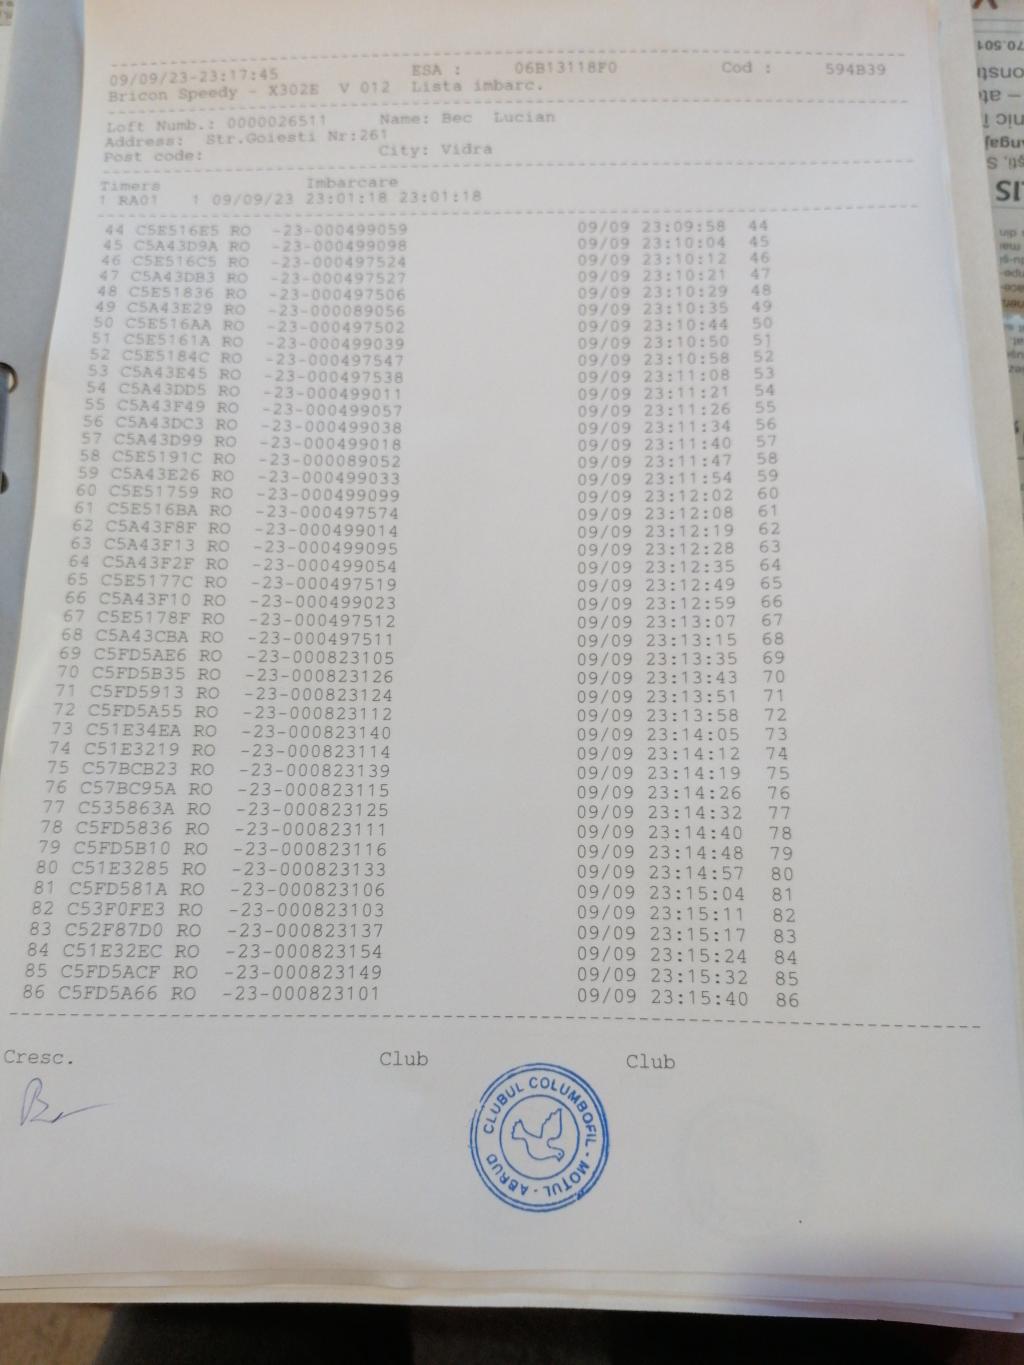 09/09/23-23:17:45 ESA : 06B13118F0 Cod : 594B39
Bricon Speedy - X302E V 012 Lista imbarc.
Loft Numb.: 0000026511 Name: Bec Lucian
Address: Str.Goiesti Nr:261
Post code: City: Vidra
Timers Imbarcare
1 RA01 1 09/09/23 23:01:18 23:01:18
44 C5E516E5 RO -23-000499059 09/09 23:09:58 44
45 C5A43D9A RO -23-000499098 09/09 23:10:04 45
46 C5E516C5 RO -23-000497524 09/09 23:10:12 46
47 C5A43DB3 RO -23-000497527 09/09 23:10:21 47
48 C5E51836 RO -23-000497506 09/09 23:10:29 48
49 C5A43E29 RO -23-000089056 09/09 23:10:35 49
50 C5E516AA RO -23-000497502 09/09 23:10:44 50
51 C5E5161A RO -23-000499039 09/09 23:10:50 51
52 C5E5184C RO -23-000497547 09/09 23:10:58 52
53 C5A43E45 RO -23-000497538 09/09 23:11:08 53
54 C5A43DD5 RO -23-000499011 09/09 23:11:21 54
55 C5A43F49 RO -23-000499057 09/09 23:11:26 55
56 C5A43DC3 RO -23-000499038 09/09 23:11:34 56
57 C5A43D99 RO -23-000499018 09/09 23:11:40 57
58 C5E5191C RO -23-000089052 09/09 23:11:47 58
59 C5A43E26 RO -23-000499033 09/09 23:11:54 59
60 C5E51759 RO -23-000499099 09/09 23:12:02 60
61 C5E516BA RO -23-000497574 09/09 23:12:08 61
62 C5A43F8F RO -23-000499014 09/09 23:12:19 62
63 C5A43F13 RO -23-000499095 09/09 23:12:28 63
64 C5A43F2F RO -23-000499054 09/09 23:12:35 64
65 C5E5177C RO -23-000497519 09/09 23:12:49 65
66 C5A43F10 RO -23-000499023 09/09 23:12:59 66
67 C5E5178F RO -23-000497512 09/09 23:13:07 67
68 C5A43CBA RO -23-000497511 09/09 23:13:15 68
69 C5FD5AE6 RO -23-000823105 09/09 23:13:35 69
70 C5FD5B35 RO -23-000823126 09/09 23:13:43 70
71 C5FD5913 RO -23-000823124 09/09 23:13:51 71
72 C5FD5A55 RO -23-000823112 09/09 23:13:58 72
73 C51E34EA RO -23-000823140 09/09 23:14:05 73
74 C51E3219 RO -23-000823114 09/09 23:14:12 74
75 C57BCB23 RO -23-000823139 09/09 23:14:19 75
76 C57BC95A RO -23-000823115 09/09 23:14:26 76
77 C535863A RO -23-000823125 09/09 23:14:32 77
78 C5FD5836 RO -23-000823111 09/09 23:14:40 78
79 C5FD5B10 RO -23-000823116 09/09 23:14:48 79
80 C51E3285 RO -23-000823133 09/09 23:14:57 80
81 C5FD581A RO -23-000823106 09/09 23:15:04 81
82 C53F0FE3 RO -23-000823103 09/09 23:15:11 82
83 C52F87D0 RO -23-000823137 09/09 23:15:17 83
84 C51E32EC RO -23-000823154 09/09 23:15:24 84
85 C5FD5ACF RO -23-000823149 09/09 23:15:32 85
86 C5FD5A66 RO -23-000823101 09/09 23:15:40 86
Cresc. Club Club
CLUBUL COLUMBOFIL - MOTUL - ABRUD